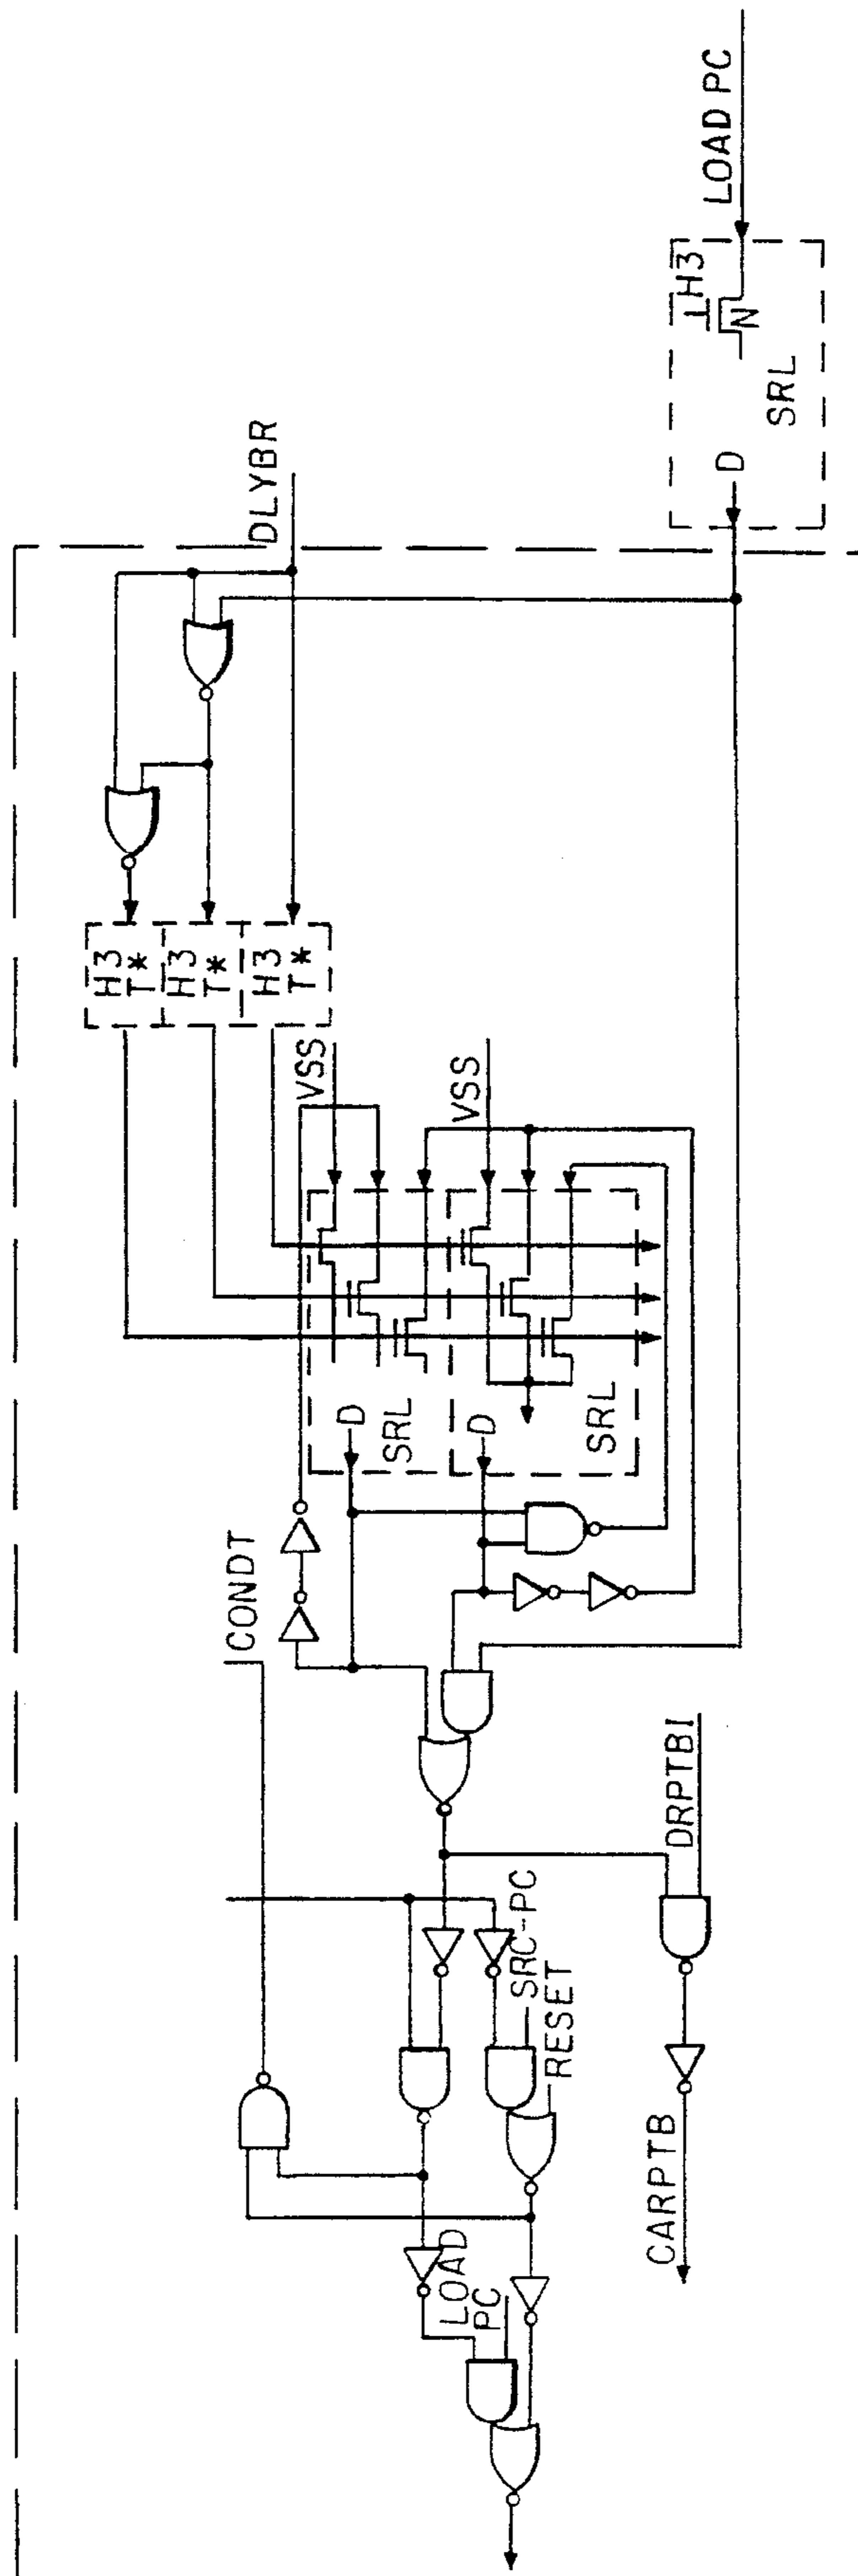 LOAD PC
H3
N
SRL
D
DLYBR
H3
T*
H3
T*
H3
T*
VSS
VSS
D
SRL
D
SRL
CONDT
DRPTBI
SRC-PC
RESET
CARPTB
LOAD
PC